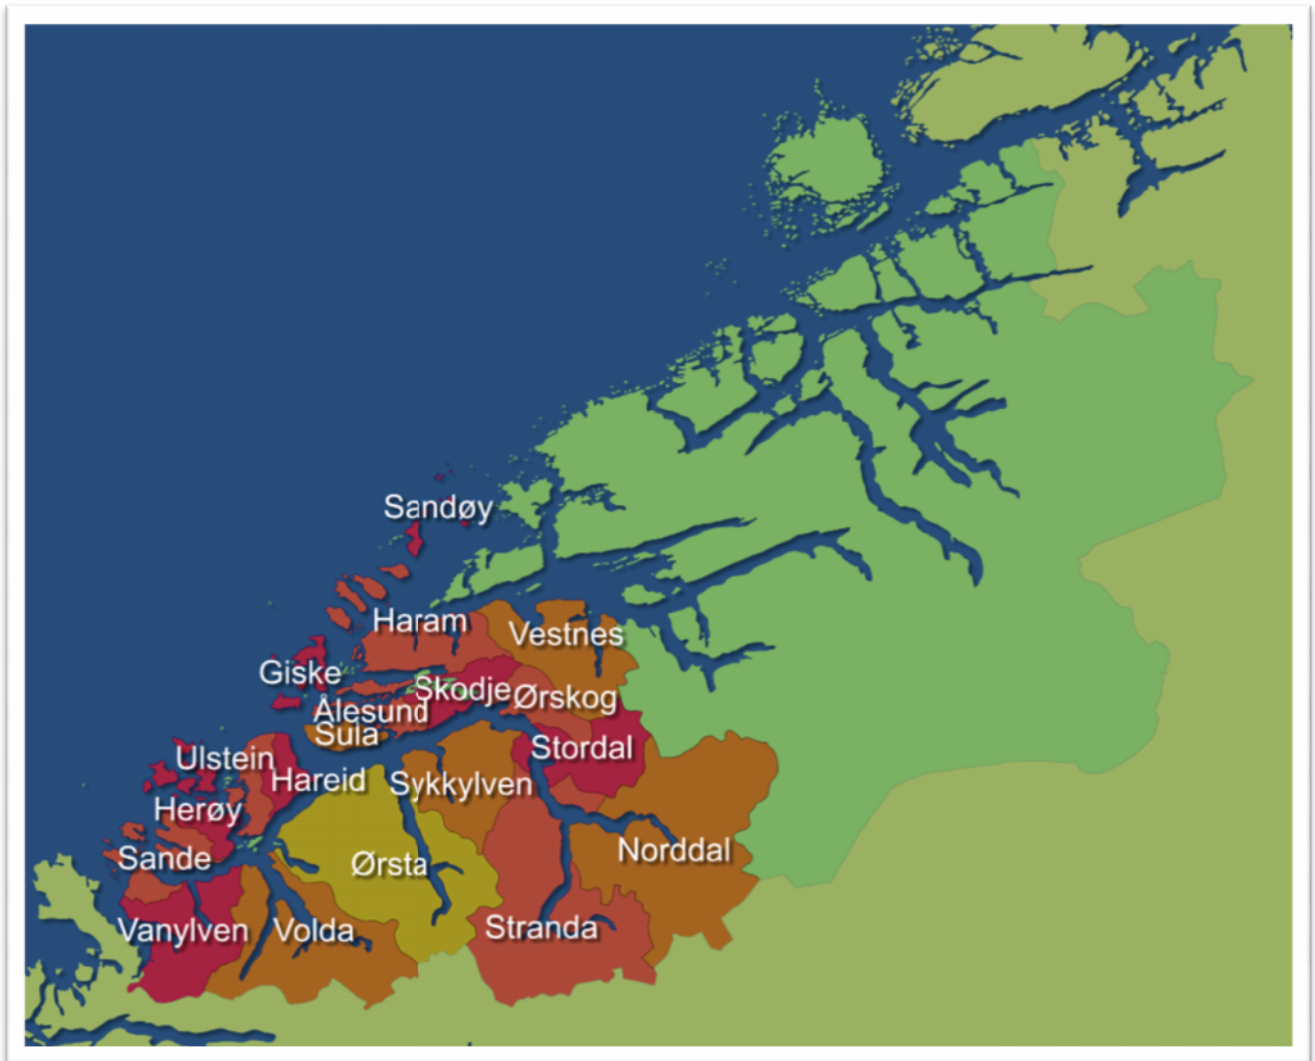 Sandøy
Haram
Vestnes
Giske
Skodje
Ørskog
Ålesund
Sula
Stordal
Ulstein
Hareid
Sykkylven
Herøy
Norddal
Sande
Ørsta
Vanylven
Volda
Stranda